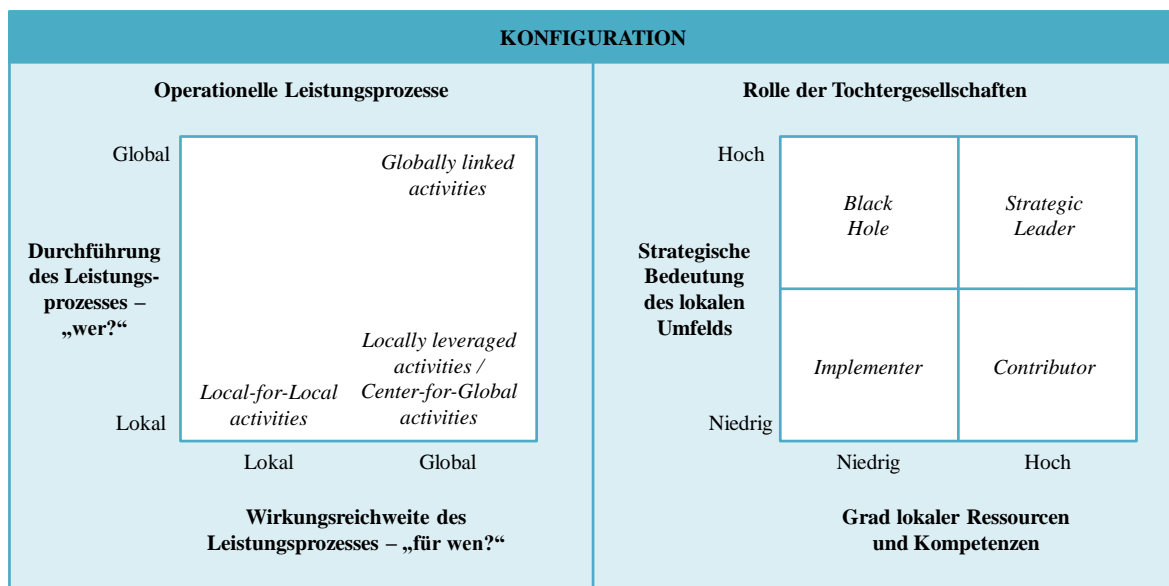 KONFIGURATION
Operationelle Leistungsprozesse
Global
Globally linked
activities
Durchführung
des Leistungs-
prozesses –
„wer?“
Locally leveraged
activities /
Center-for-Global
activities
Local-for-Local
activities
Lokal
Lokal
Global
Wirkungsreichweite des
Leistungsprozesses – „für wen?“
Rolle der Tochtergesellschaften
Hoch
Black
Hole
Strategic
Leader
Strategische
Bedeutung
des lokalen
Umfelds
Implementer
Contributor
Niedrig
Niedrig
Hoch
Grad lokaler Ressourcen
und Kompetenzen